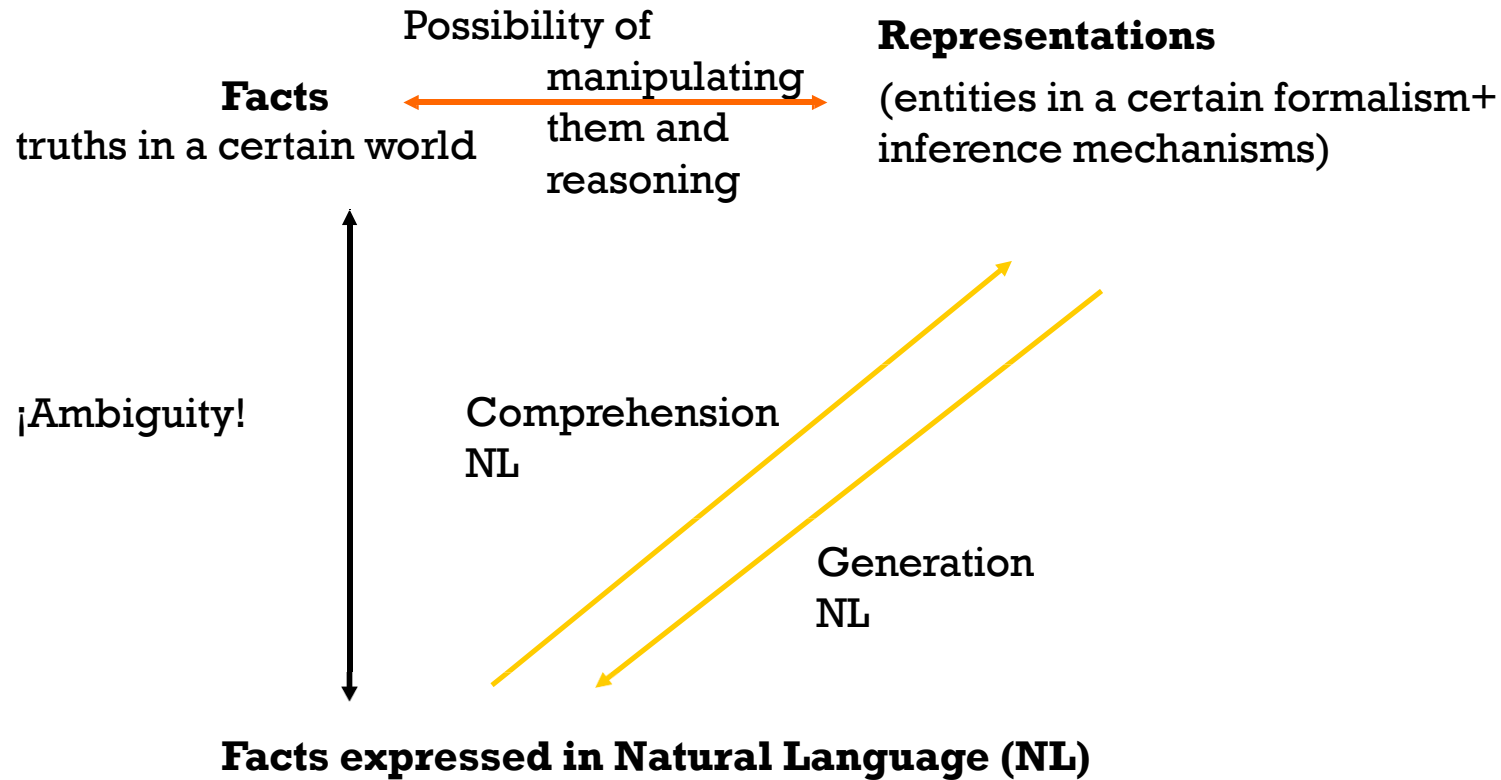 Possibility of
manipulating
them and
reasoning
Facts
truths in a certain world
Representations
(entities in a certain formalism+
inference mechanisms)
¡Ambiguity!
Comprehension
NL
Generation
NL
Facts expressed in Natural Language (NL)